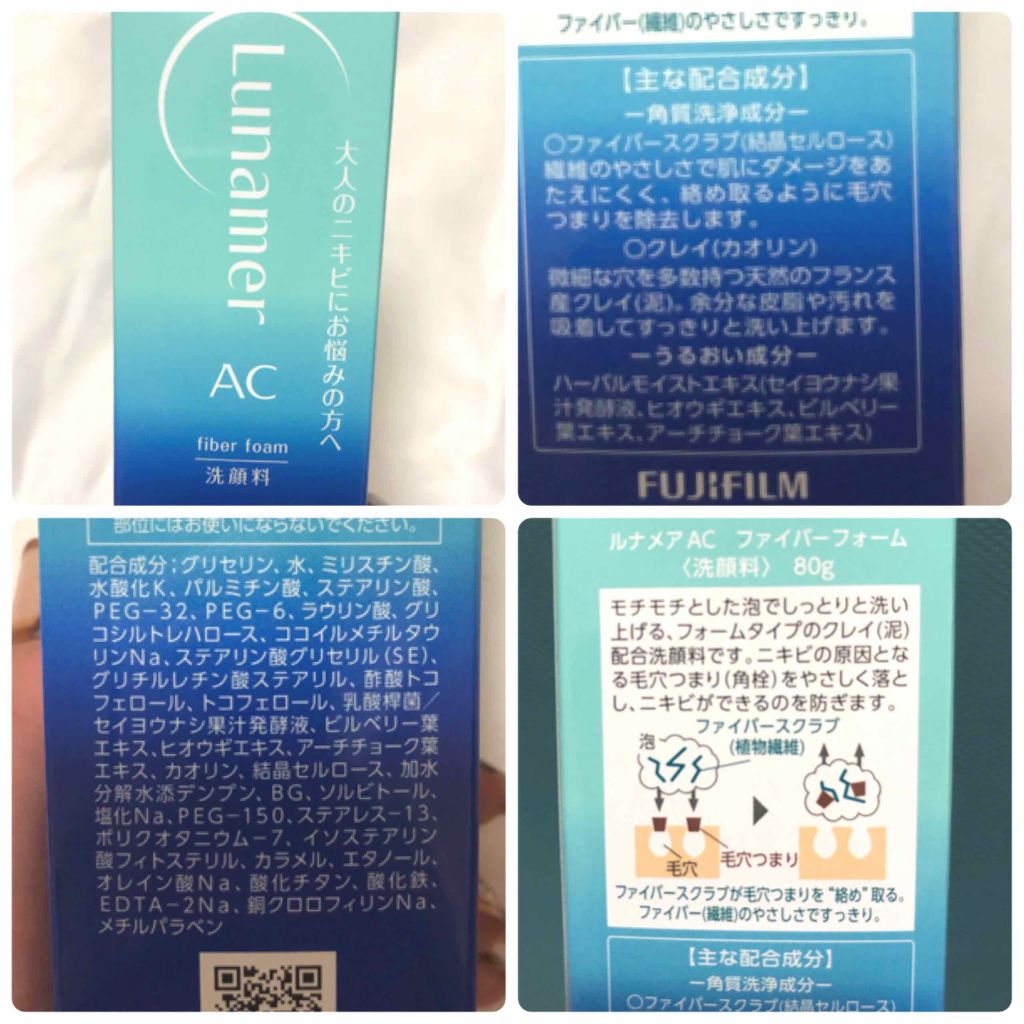 Lunamer
AC
大人のニキビにお悩みの方へ
fiber foam
洗顔料
ファイバー(繊維)のやさしさですっきり。
【主な配合成分】
ー角質洗浄成分ー
○ファイバースクラブ(結晶セルロース)
繊維のやさしさで肌にダメージをあ
たえにくく、絡め取るように毛穴
つまりを除去します。
○クレイ(カオリン)
微細な穴を多数持つ天然のフランス
産クレイ(泥)。余分な皮脂や汚れを
吸着してすっきりと洗い上げます。
ーうるおい成分ー
ハーバルモイストエキス(セイヨウナシ果
汁発酵液、ヒオウギエキス、ビルベリー
葉エキス、アーチチョーク葉エキス)
FUJIFILM
部位にはお使いにならないでください。
配合成分；グリセリン、水、ミリスチン酸、
水酸化K、パルミチン酸、ステアリン酸、
PEG−32、PEG−6、ラウリン酸、グリ
コシルトレハロース、ココイルメチルタウ
リンNa、ステアリン酸グリセリル(SE)、
グリチルレチン酸ステアリル、酢酸トコ
フェロール、トコフェロール、乳酸桿菌／
セイヨウナシ果汁発酵液、ビルベリー葉
エキス、ヒオウギエキス、アーチチョーク葉
エキス、カオリン、結晶セルロース、加水
分解水添デンプン、BG、ソルビトール、
塩化Na、PEG−150、ステアレス−13、
ポリクオタニウム−7、イソステアリン
酸フィトステリル、カラメル、エタノール、
オレイン酸Na、酸化チタン、酸化鉄、
EDTA−2Na、銅クロロフィリンNa、
メチルパラベン
ルナメアAC ファイバーフォーム
〈洗顔料〉 80g
モチモチとした泡でしっとりと洗い
上げる、フォームタイプのクレイ(泥)
配合洗顔料です。ニキビの原因とな
る毛穴つまり(角栓)をやさしく落と
し、ニキビができるのを防ぎます。
ファイバースクラブ
(植物繊維)
泡
毛穴つまり
毛穴
ファイバースクラブが毛穴つまりを“絡め”取る。
ファイバー(繊維)のやさしさですっきり。
【主な配合成分】
ー角質洗浄成分ー
○ファイバースクラブ(結晶セルロース)